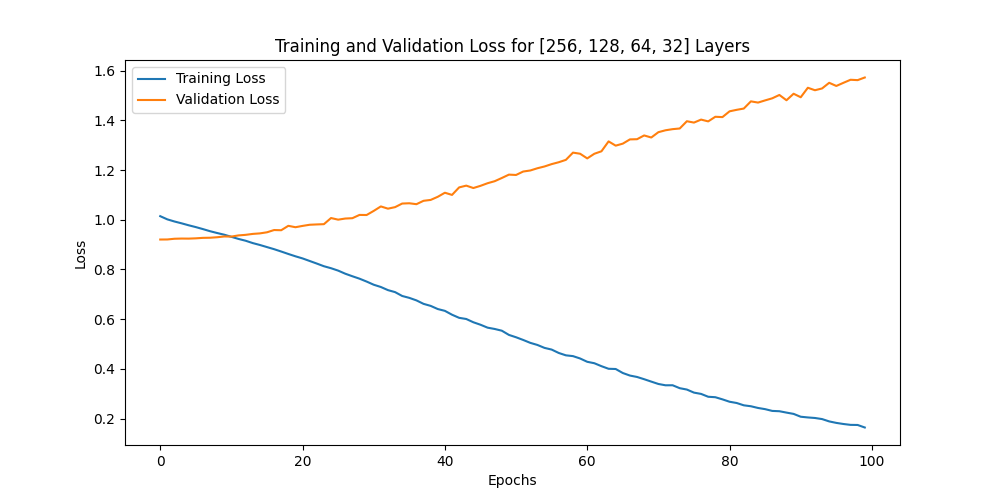 Training and Validation Loss for [256, 128, 64, 32] Layers
Training Loss
Validation Loss
1.6
1.4
1.2
1.0
0.8
0.6
0.4
0.2
Loss
0 20 40 60 80 100
Epochs